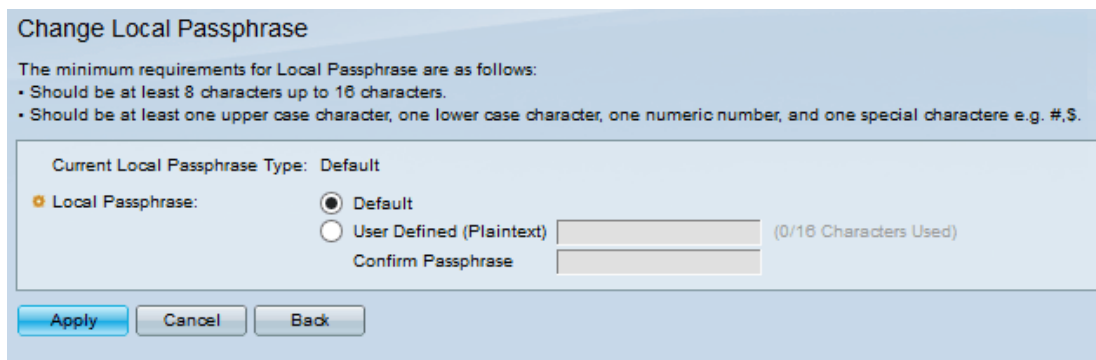 Change Local Passphrase
The minimum requirements for Local Passphrase are as follows:
• Should be at least 8 characters up to 16 characters.
• Should be at least one upper case character, one lower case character, one numeric number, and one special charactere e.g. #,$.
Current Local Passphrase Type: Default
Local Passphrase: Default
User Defined (Plaintext) (0/16 Characters Used)
Confirm Passphrase
Apply Cancel Back